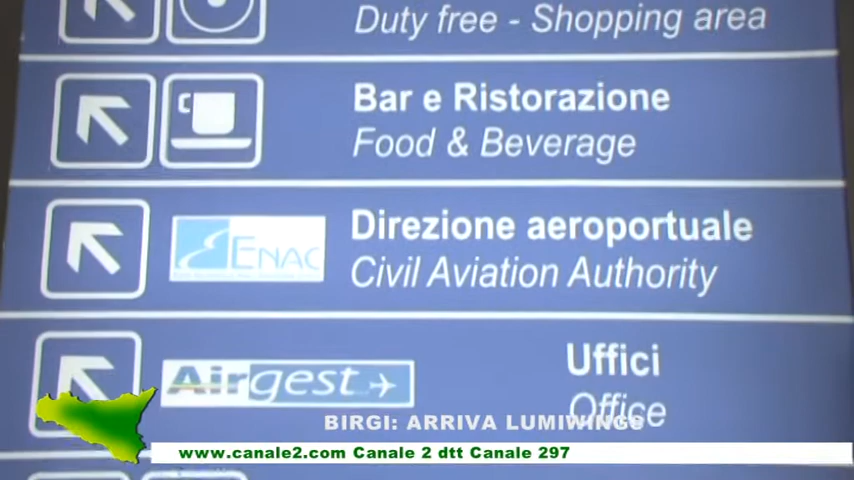 Duty free - Shopping area
Bar e Ristorazione
Food & Beverage
ENAC
Direzione aeroportuale
Civil Aviation Authority
Airgest
Uffici
Office
BIRGI: ARRIVA LUMIWINGS
www.canale2.com Canale 2 dtt Canale 297